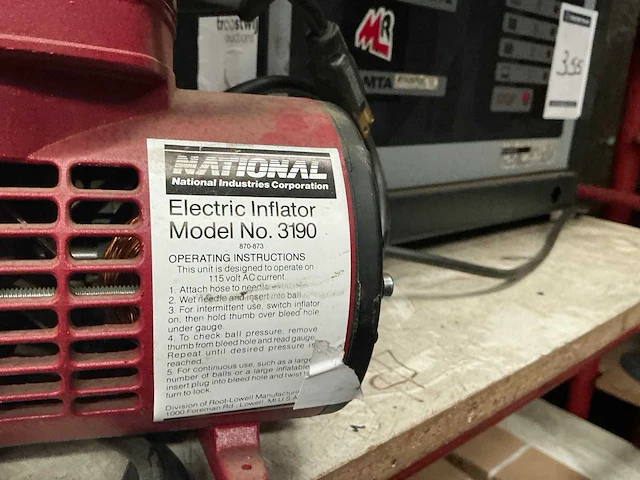 troostwijk
auctions
MR
MTA
335
NATIONAL
National Industries Corporation
Electric Inflator
Model No. 3190
870-873
OPERATING INSTRUCTIONS
This unit is designed to operate on
115 volt AC current.
1. Attach hose to needle
2. Wet needle and insert into ball.
3. For intermittent use, switch inflator
on, then hold thumb over bleed hole
under gauge.
4. To check ball pressure, remove
thumb from bleed hole and read gauge.
Repeat until desired pressure is
reached.
5. For continuous use, such as a large
number of balls or a large inflatable
insert plug into bleed hole and twist
turn to lock.
Division of Root-Lowell Manufacturing
1000 Foreman Rd., Lowell, MI U.S.A.